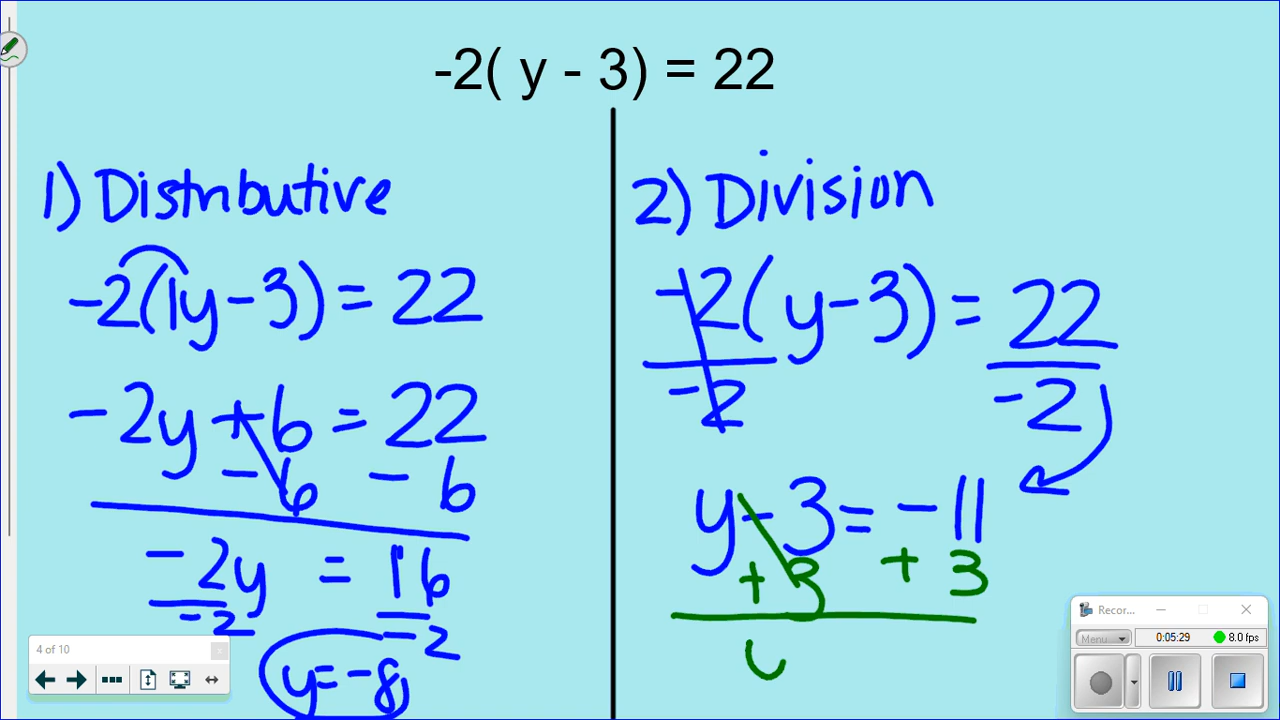 -2( y - 3) = 22
1) Distributive
-2(1y-3)=22
-2y+6=22
-6 -6
-2y = 16
-2 -2
y=-8
2) Division
-2(y-3)=22
-2 -2
y-3=-11
+3 +3
4 of 10
Recor...
Menu
0:05:29 8.0 fps